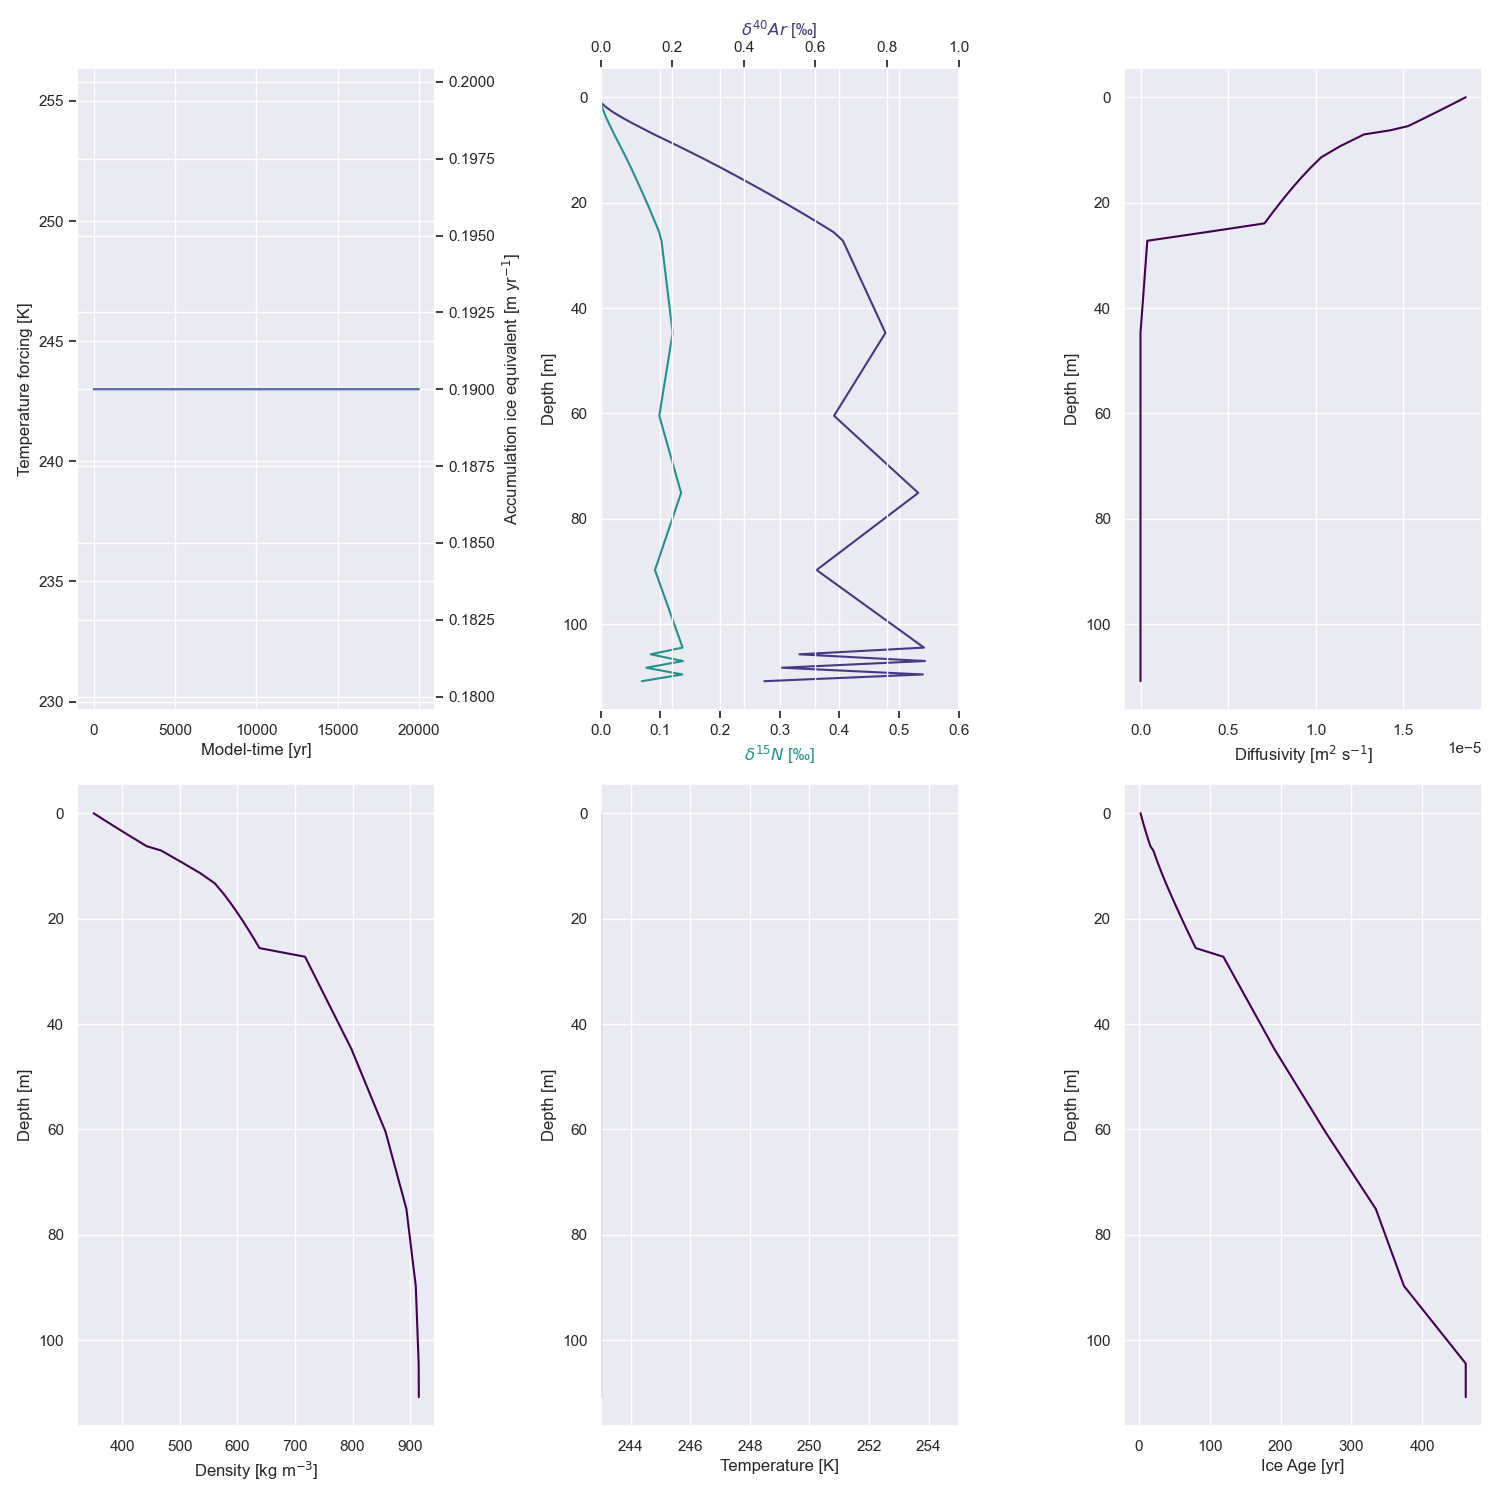 δ⁴⁰Ar [‰]
0.0 0.2 0.4 0.6 0.8 1.0
255
250
245
240
235
230
Temperature forcing [K]
0.2000
0.1975
0.1950
0.1925
0.1900
0.1875
0.1850
0.1825
0.1800
Accumulation ice equivalent [m yr⁻¹]
0 5000 10000 15000 20000
Model-time [yr]
0
20
40
60
80
100
Depth [m]
0.0 0.1 0.2 0.3 0.4 0.5 0.6
δ¹⁵N [‰]
0
20
40
60
80
100
Depth [m]
0.0 0.5 1.0 1.5
1e−5
Diffusivity [m² s⁻¹]
0
20
40
60
80
100
Depth [m]
400 500 600 700 800 900
Density [kg m⁻³]
0
20
40
60
80
100
Depth [m]
244 246 248 250 252 254
Temperature [K]
0
20
40
60
80
100
Depth [m]
0 100 200 300 400
Ice Age [yr]